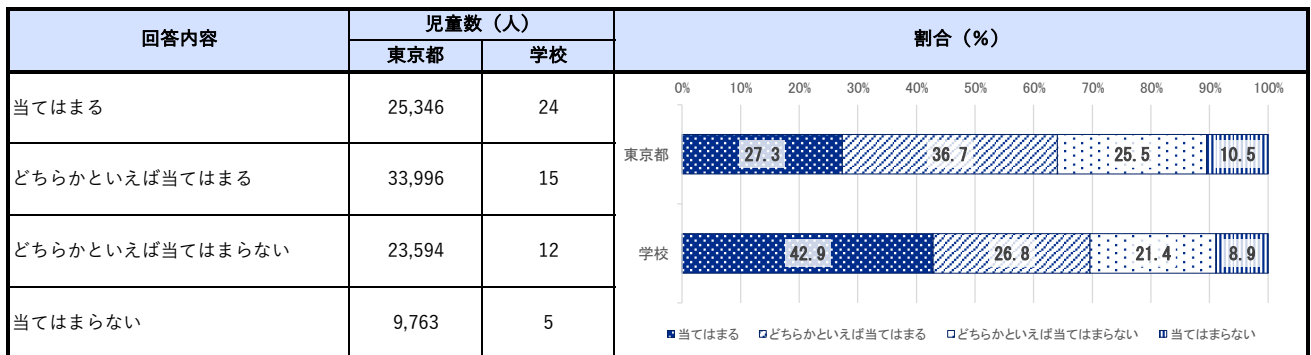 回答内容 児童数（人） 割合（％）
東京都 学校
当てはまる 25,346 24
どちらかといえば当てはまる 33,996 15
どちらかといえば当てはまらない 23,594 12
当てはまらない 9,763 5
0% 10% 20% 30% 40% 50% 60% 70% 80% 90% 100%
東京都 27.3 36.7 25.5 10.5
学校 42.9 26.8 21.4 8.9
当てはまる どちらかといえば当てはまる どちらかといえば当てはまらない 当てはまらない